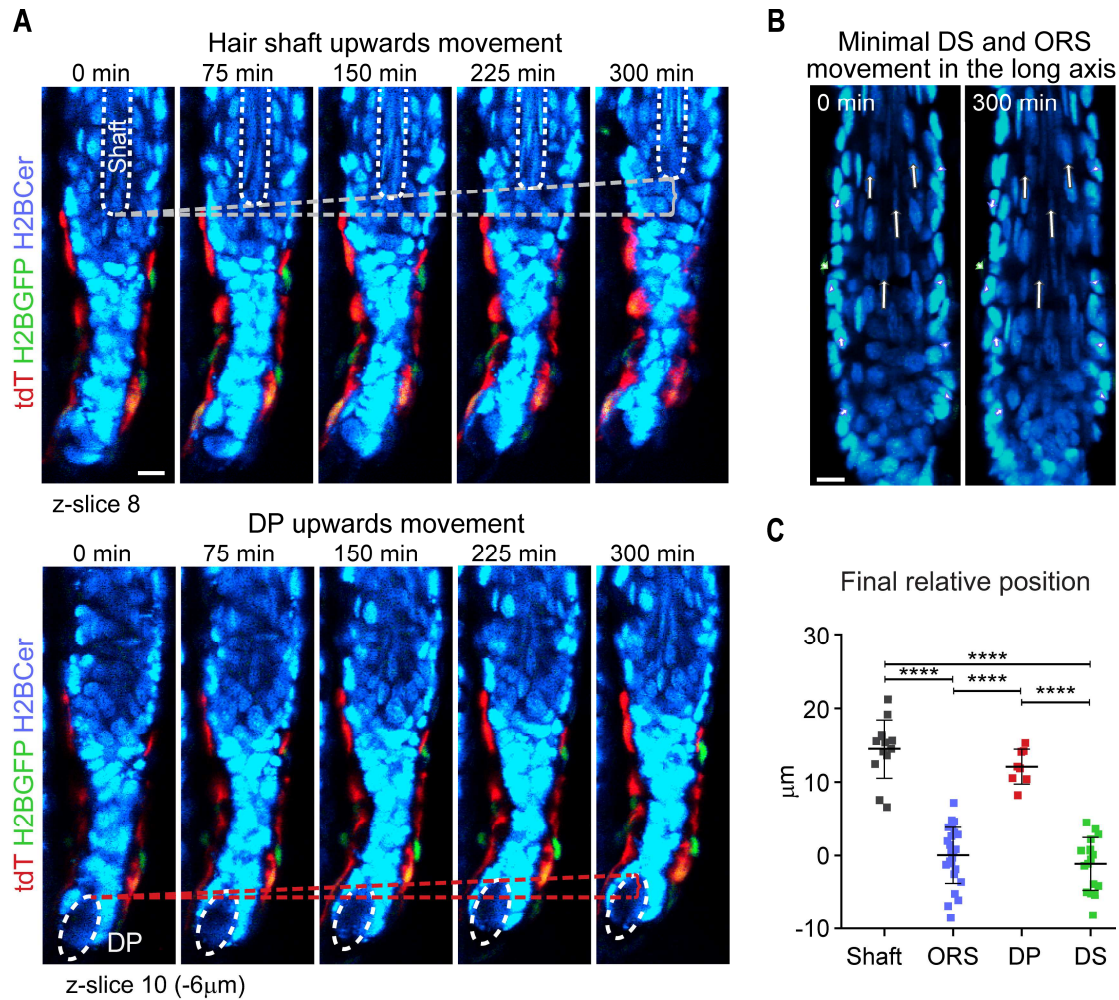 A
Hair shaft upwards movement
0 min 75 min 150 min 225 min 300 min
Shaft
tdT H2BGFP H2BCer
z-slice 8
DP upwards movement
0 min 75 min 150 min 225 min 300 min
tdT H2BGFP H2BCer
DP
z-slice 10 (-6μm)
B
Minimal DS and ORS
movement in the long axis
0 min 300 min
C
Final relative position
****
**** **** ****
μm
30
20
10
0
-10
Shaft ORS DP DS